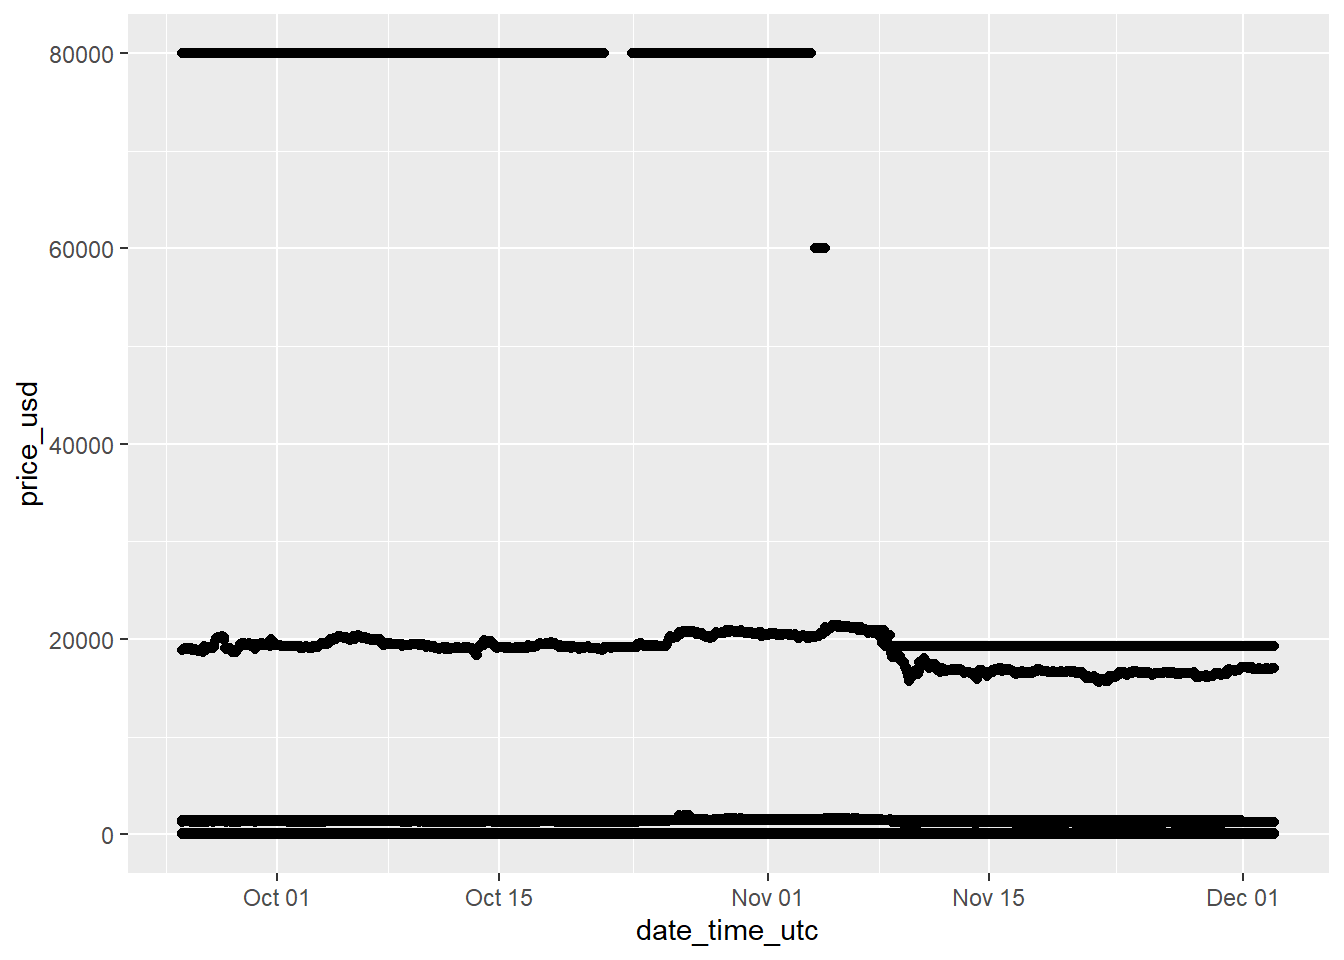 80000
60000
40000
20000
0
price_usd
Oct 01
Oct 15
Nov 01
Nov 15
Dec 01
date_time_utc